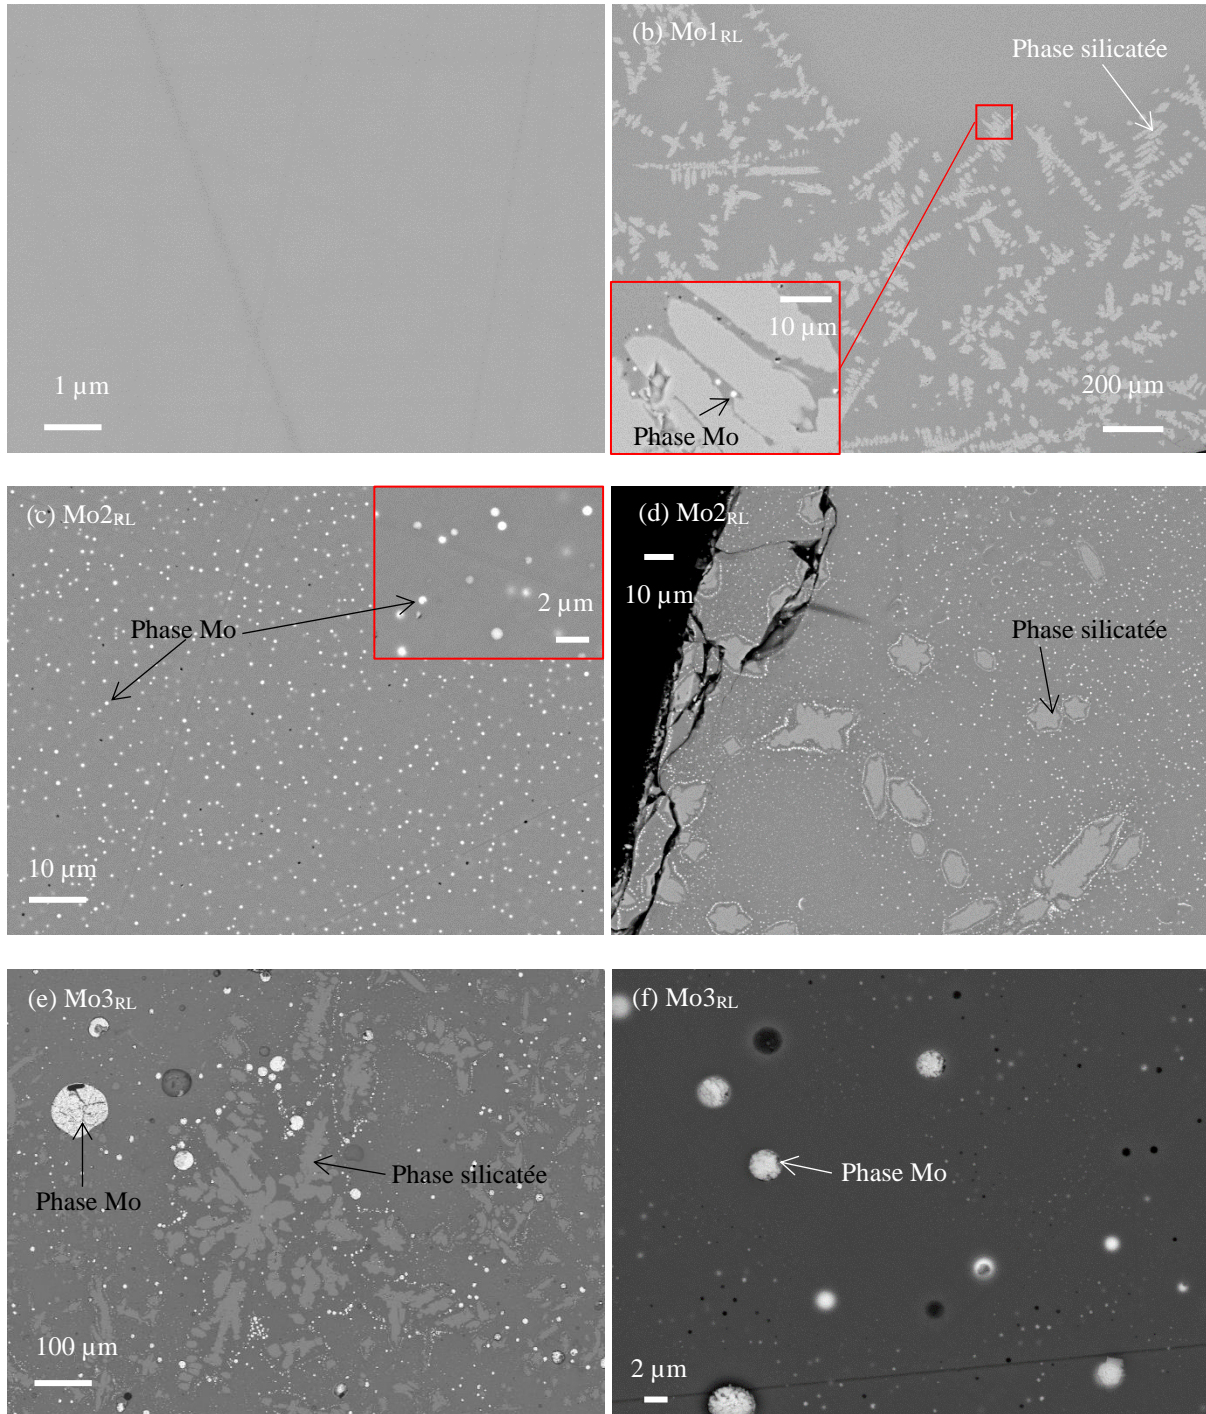 1 µm
(b) Mo1RL
Phase silicatée
10 µm
Phase Mo
200 µm
(c) Mo2RL
Phase Mo
2 µm
10 µm
(d) Mo2RL
10 µm
Phase silicatée
(e) Mo3RL
Phase Mo
Phase silicatée
100 µm
(f) Mo3RL
Phase Mo
2 µm